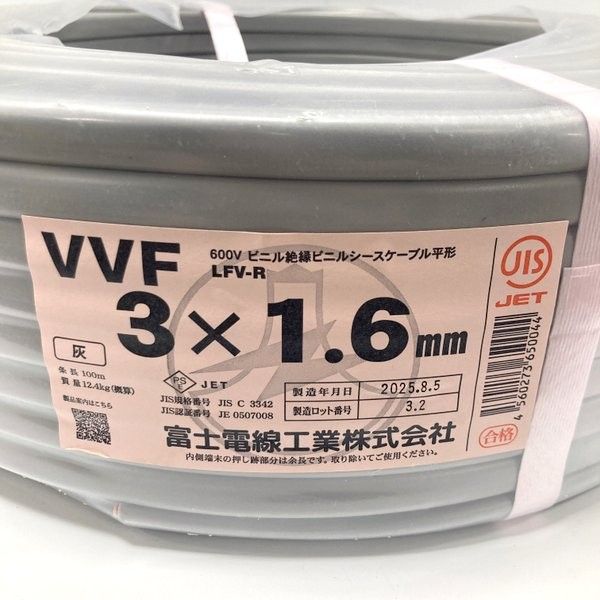 VVF
600V ビニル絶縁ビニルシースケーブル平形
LFV-R
3×1.6mm
灰
条長 100m
質量 12.4kg(概算)
製品案内はこちら
PS
E
JET
JIS規格番号 JIS C 3342
JIS認証番号 JE 0507008
製造年月日 2025.8.5
製造ロット番号 3.2
富士電線工業株式会社
内側端末の押し跡部分は余長です。取り除いてご使用ください。
JIS
JET
4560273650044
合格